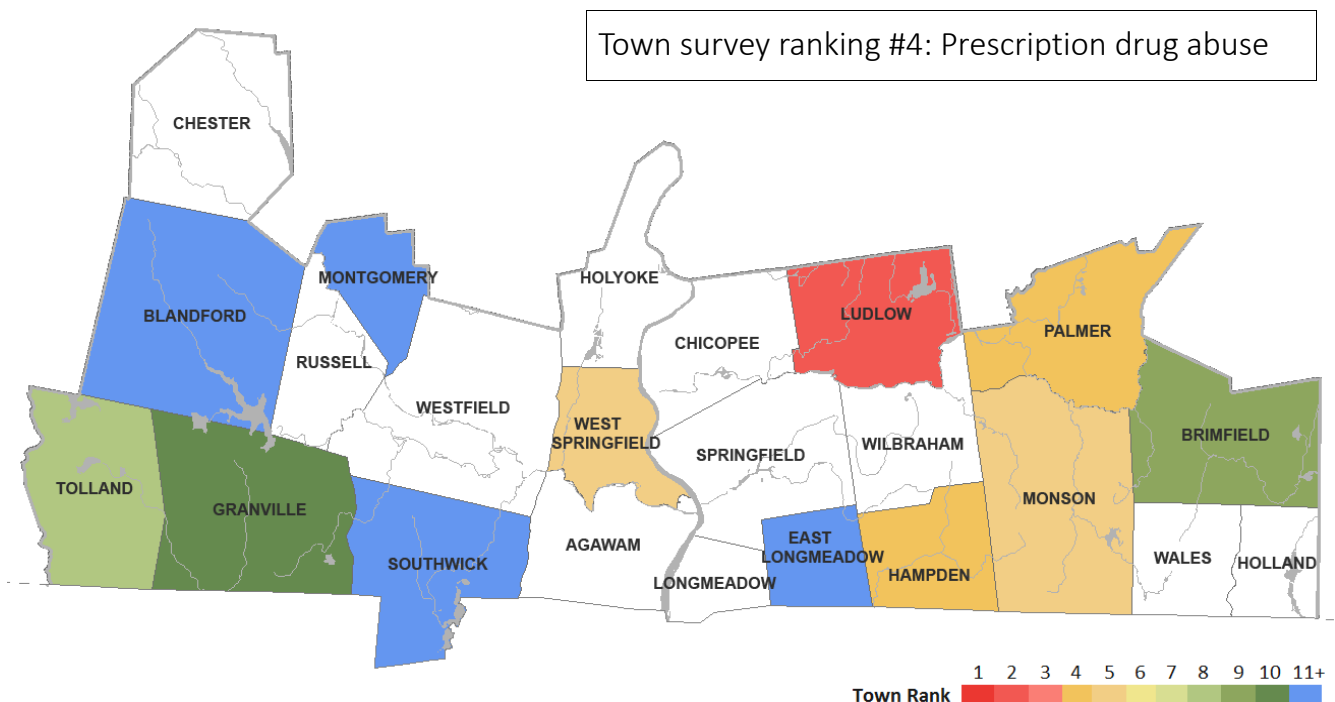 Town survey ranking #4: Prescription drug abuse
CHESTER
HOLYOKE
MONTGOMERY
BLANDFORD
LUDLOW
PALMER
CHICOPEE
RUSSELL
WESTFIELD
WEST
SPRINGFIELD
BRIMFIELD
WILBRAHAM
SPRINGFIELD
TOLLAND
MONSON
GRANVILLE
EAST
LONGMEADOW
AGAWAM
WALES
HOLLAND
SOUTHWICK
HAMPDEN
LONGMEADOW
1 2 3 4 5 6 7 8 9 10 11+
Town Rank